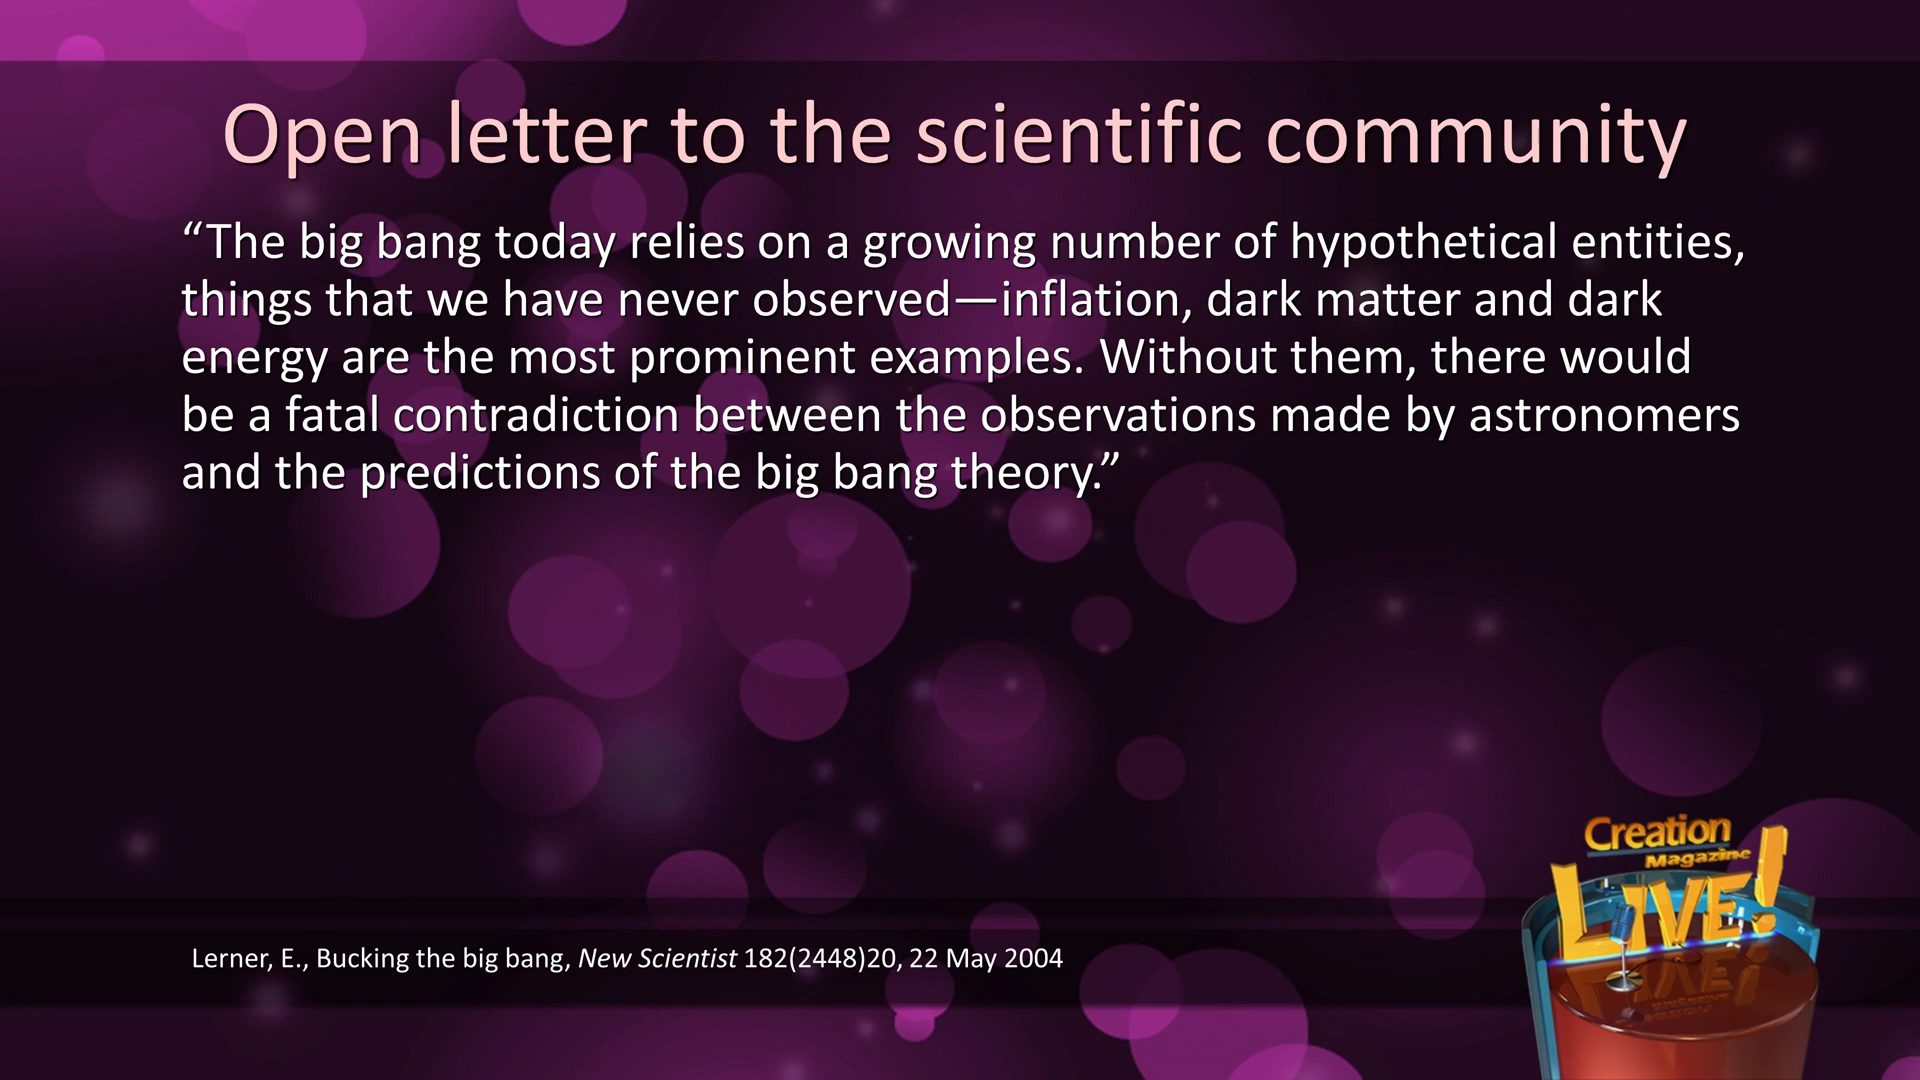 Open letter to the scientific community
“The big bang today relies on a growing number of hypothetical entities,
things that we have never observed—inflation, dark matter and dark
energy are the most prominent examples. Without them, there would
be a fatal contradiction between the observations made by astronomers
and the predictions of the big bang theory.”
Lerner, E., Bucking the big bang, New Scientist 182(2448)20, 22 May 2004
Creation
Magazine
LIVE!